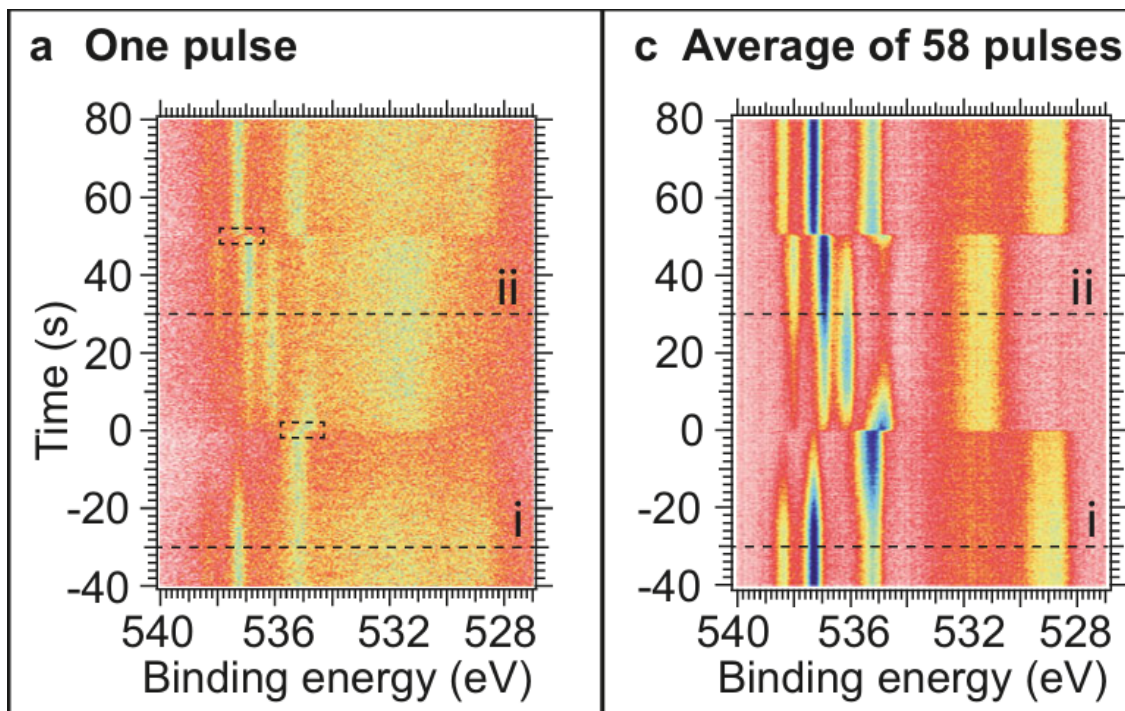 a One pulse
80
60
40
20
0
-20
-40
Time (s)
ii
i
540 536 532 528
Binding energy (eV)
c Average of 58 pulses
80
60
40
20
0
-20
-40
ii
i
540 536 532 528
Binding energy (eV)